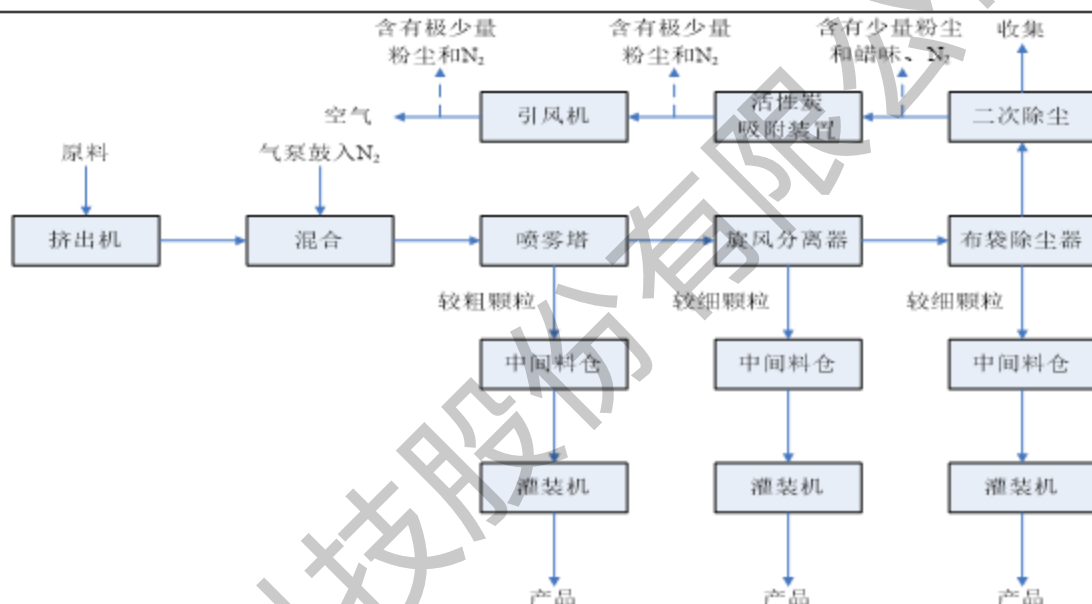 含有极少量
粉尘和N₂
含有极少量
粉尘和N₂
含有少量粉尘
和蜡味、N₂
收集
空气
引风机
活性炭
吸附装置
二次除尘
原料
气泵鼓入N₂
挤出机
混合
喷雾塔
旋风分离器
布袋除尘器
较粗颗粒
较细颗粒
较细颗粒
中间料仓
中间料仓
中间料仓
灌装机
灌装机
灌装机
产品
产品
产品
科技股份有限公